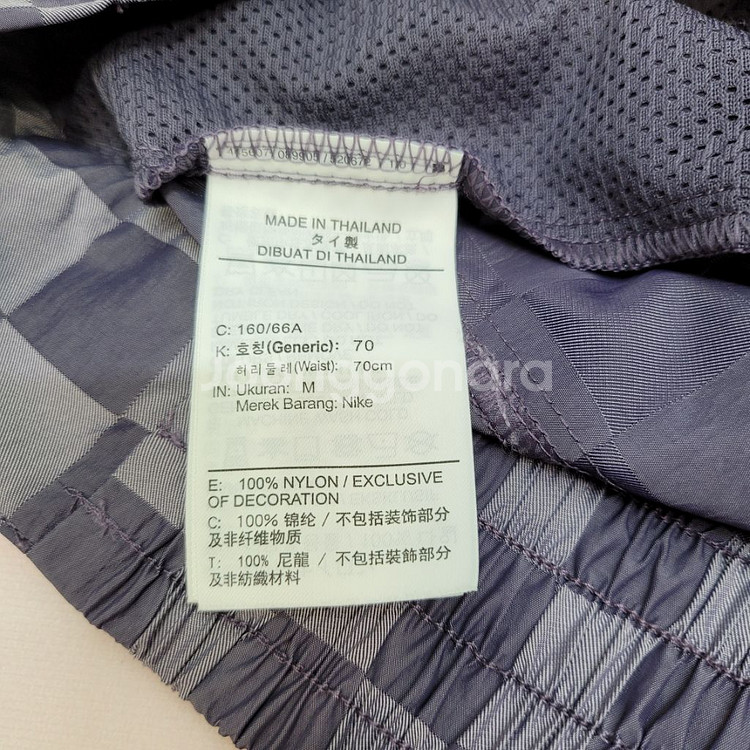 MADE IN THAILAND
タイ製
DIBUAT DI THAILAND
C: 160/66A
K: 호칭(Generic): 70
허리둘레(Waist): 70cm
IN: Ukuran: M
Merek Barang: Nike
Joonggonara
E: 100% NYLON / EXCLUSIVE
OF DECORATION
C: 100% 锦纶 / 不包括装饰部分
及非纤维物质
T: 100% 尼龍 / 不包括裝飾部分
及非紡織材料